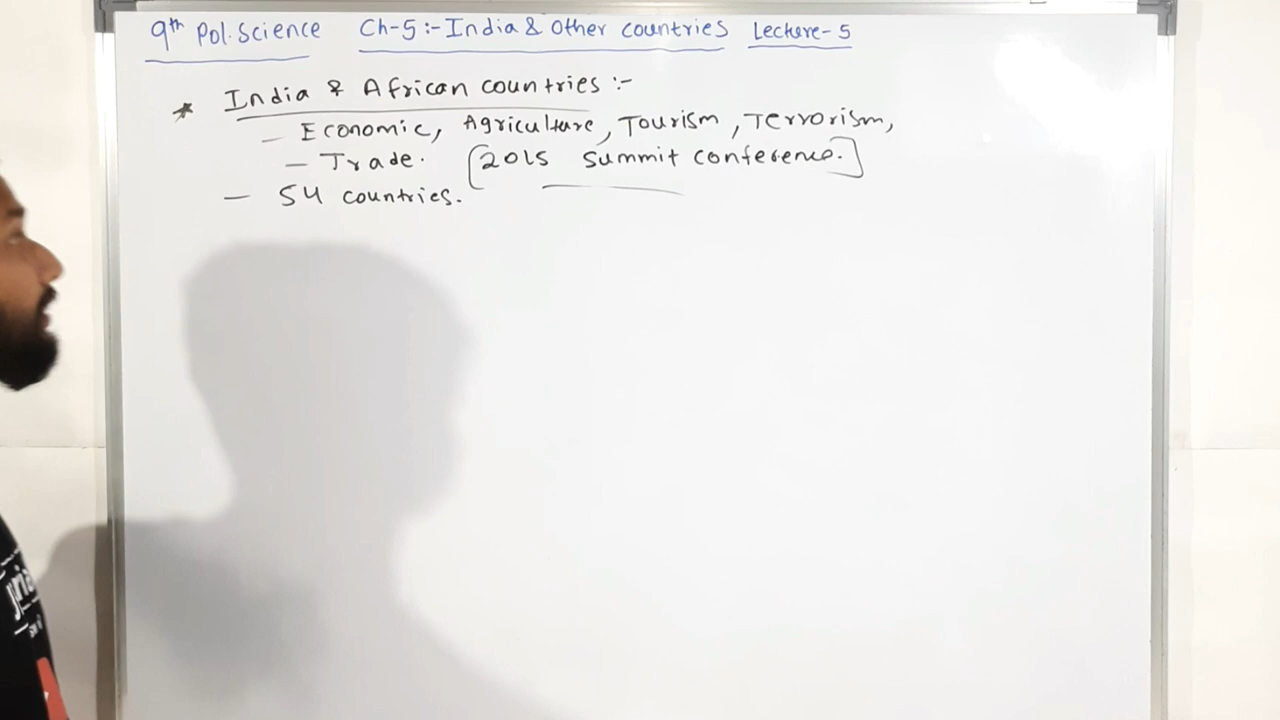 9th Pol. Science Ch-5 :- India & Other countries Lecture-5
* India & African countries :-
- Economic, Agriculture, Tourism, Terrorism,
- Trade. [2015 Summit conference.]
- 54 countries.